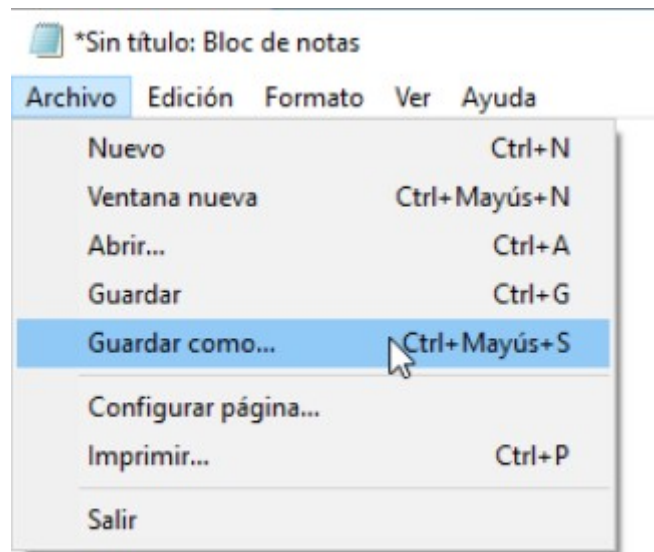 *Sin título: Bloc de notas
Archivo Edición Formato Ver Ayuda
Nuevo Ctrl+N
Ventana nueva Ctrl+Mayús+N
Abrir... Ctrl+A
Guardar Ctrl+G
Guardar como... Ctrl+Mayús+S
Configurar página...
Imprimir... Ctrl+P
Salir